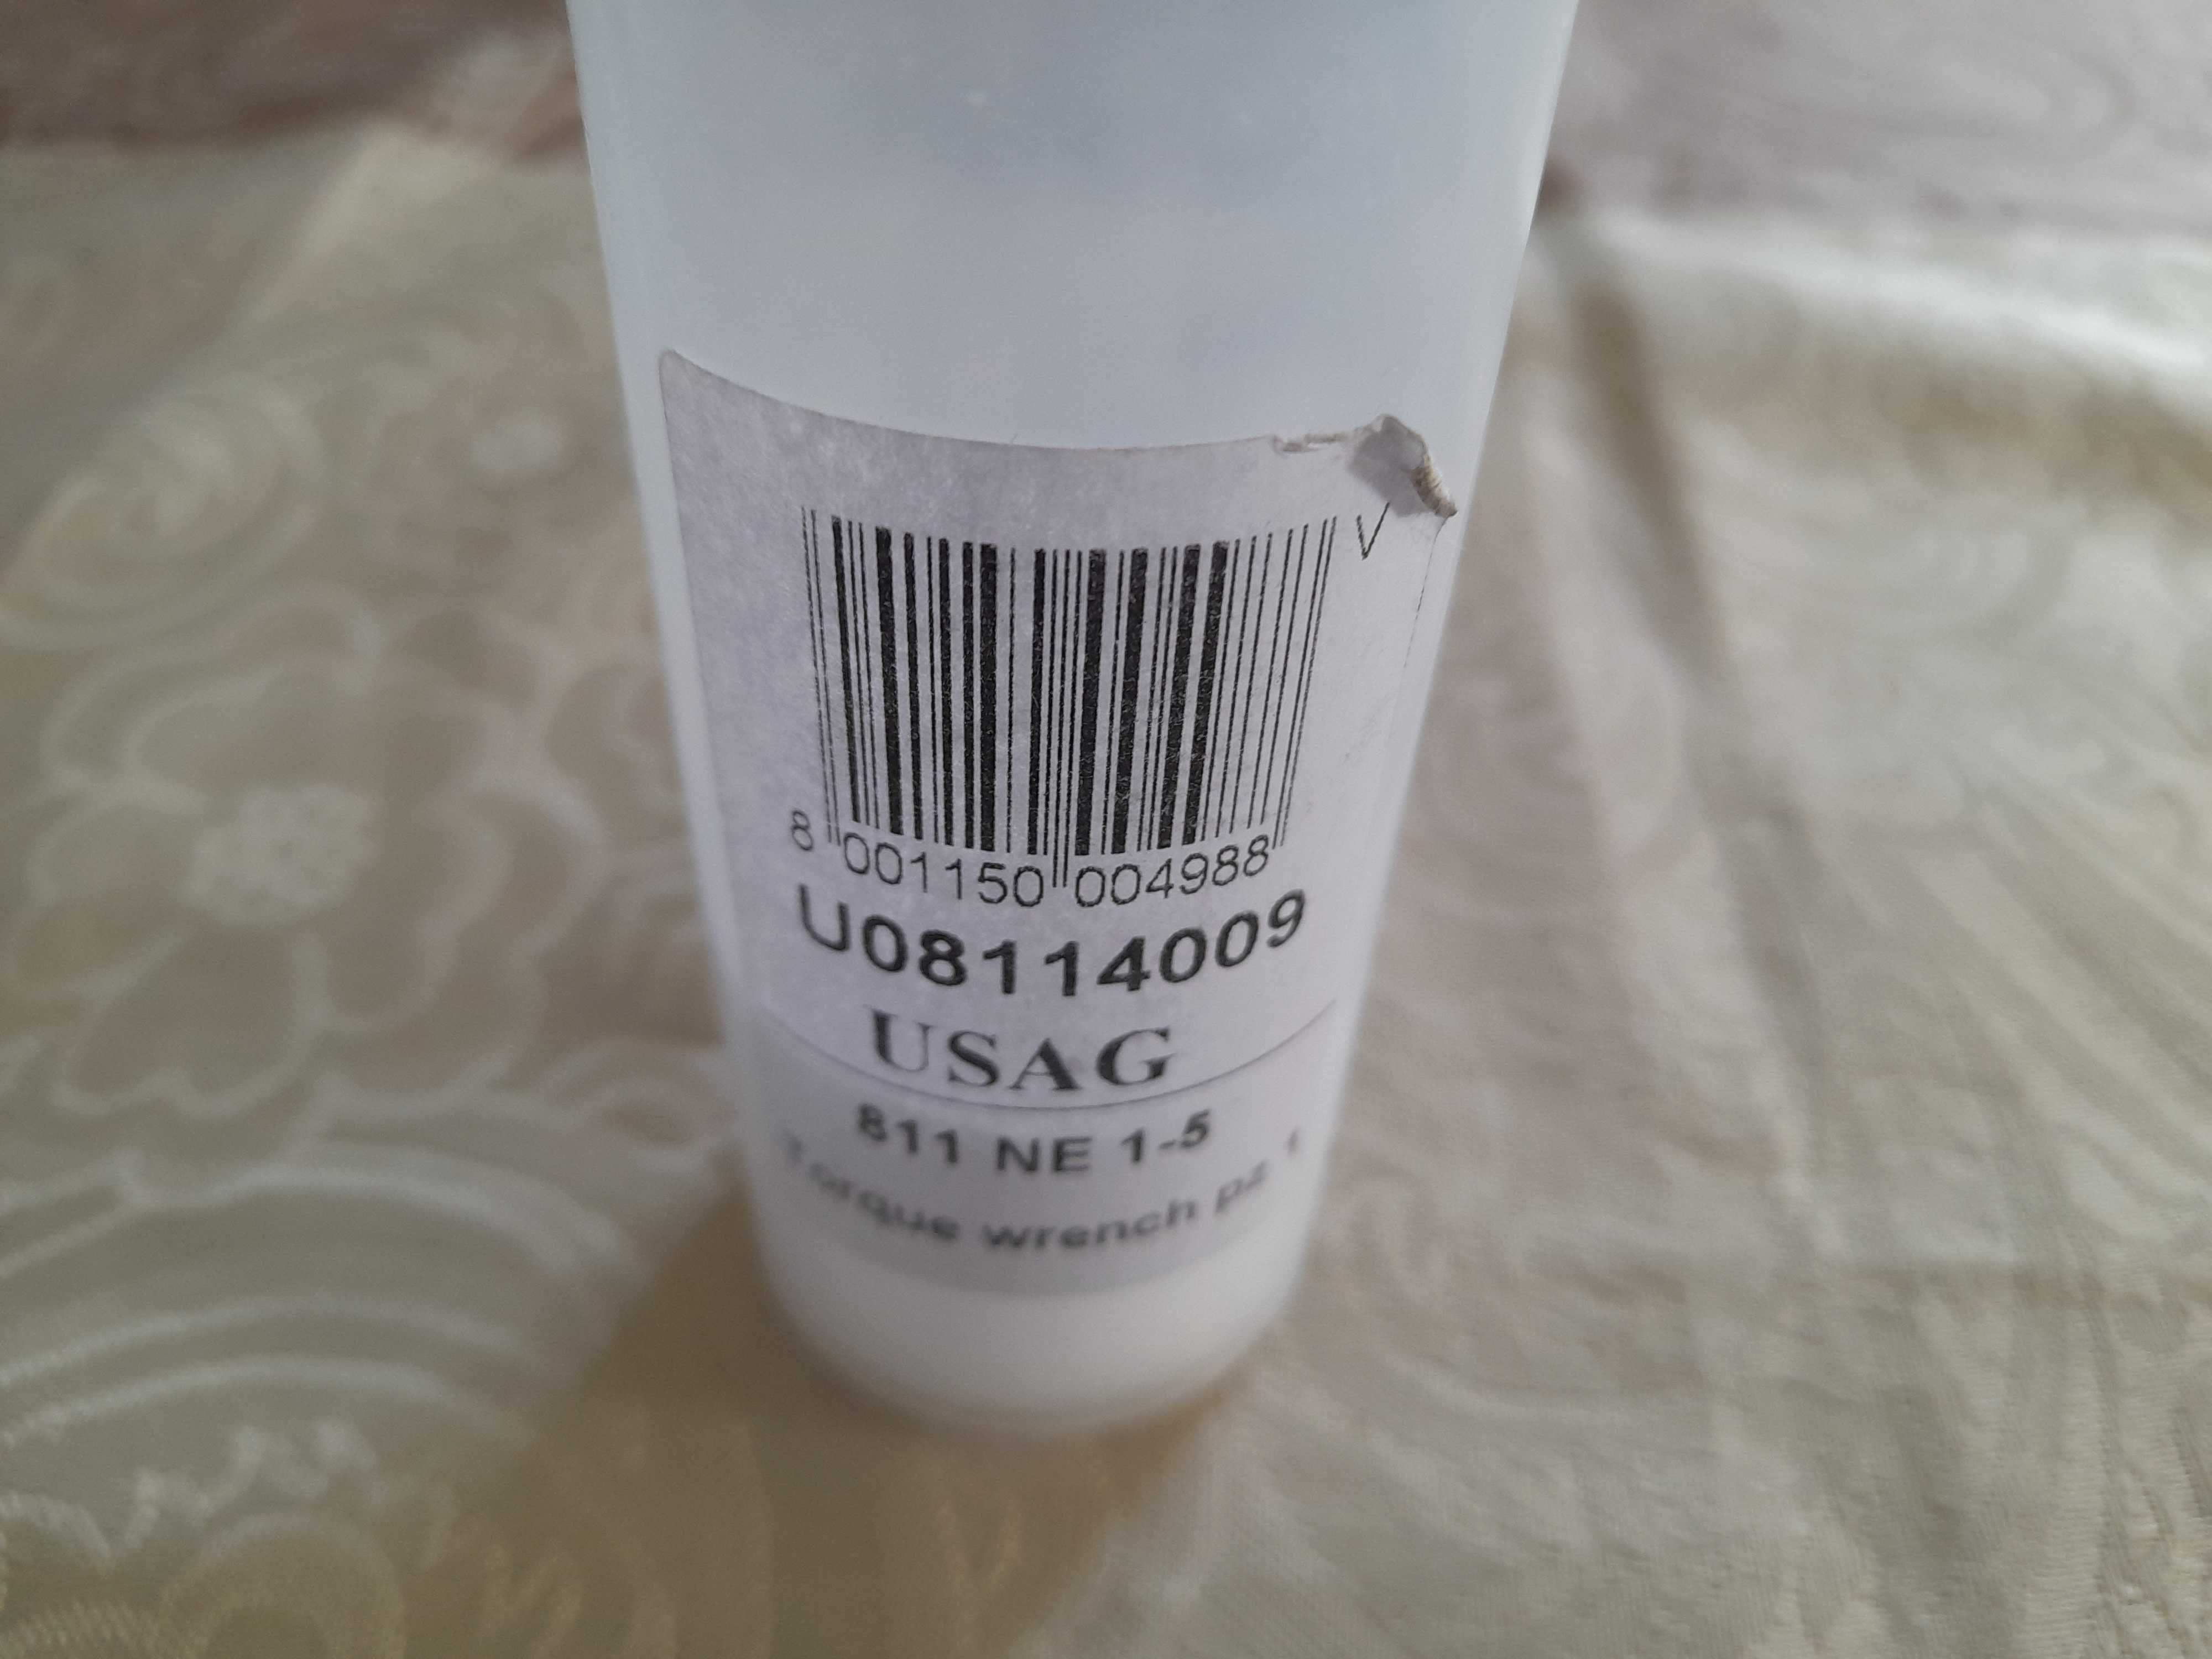 V
8 001150 004988
U08114009
USAG
811 NE 1-5
Torque wrench pz 1